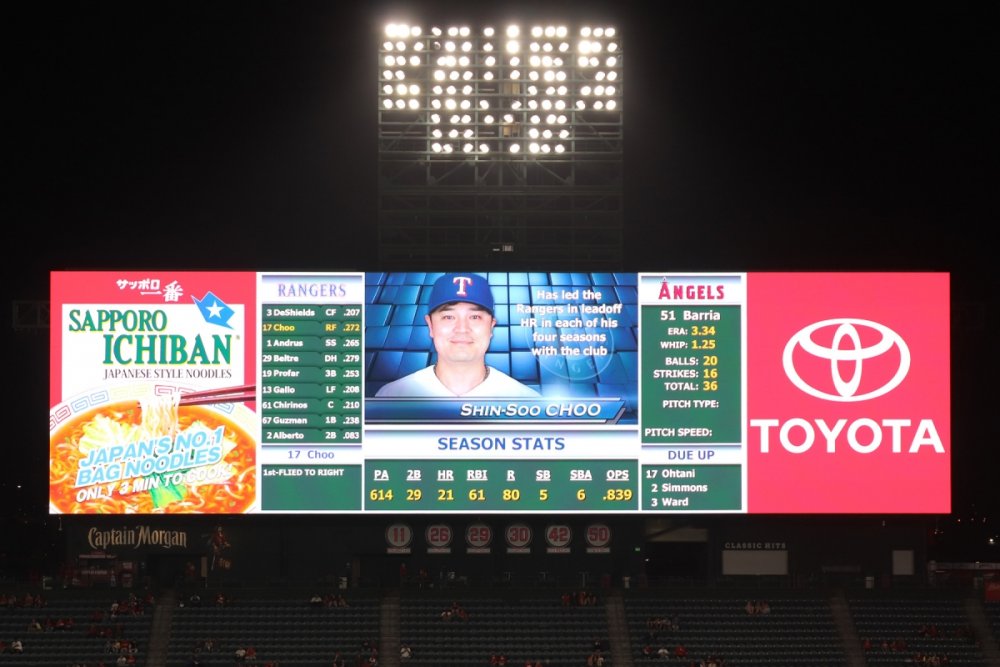 サッポロ一番
SAPPORO
ICHIBAN
JAPANESE STYLE NOODLES
JAPAN'S NO.1
BAG NOODLES
ONLY 3 MIN TO COOK!
RANGERS
3 DeShields CF .207
17 Choo RF .272
1 Andrus SS .265
29 Beltre DH .279
19 Profar 3B .253
13 Gallo LF .208
61 Chirinos C .210
67 Guzman 1B .238
2 Alberto 2B .083
17 Choo
1st-FLIED TO RIGHT
T
Has led the
Rangers in leadoff
HR in each of his
four seasons
with the club
SHIN-SOO CHOO
SEASON STATS
PA 2B HR RBI R SB SBA OPS
614 29 21 61 80 5 6 .839
ANGELS
51 Barria
ERA: 3.34
WHIP: 1.25
BALLS: 20
STRIKES: 16
TOTAL: 36
PITCH TYPE:
PITCH SPEED:
DUE UP
17 Ohtani
2 Simmons
3 Ward
TOYOTA
Captain Morgan
11 26 29 30 42 50
CLASSIC HITS